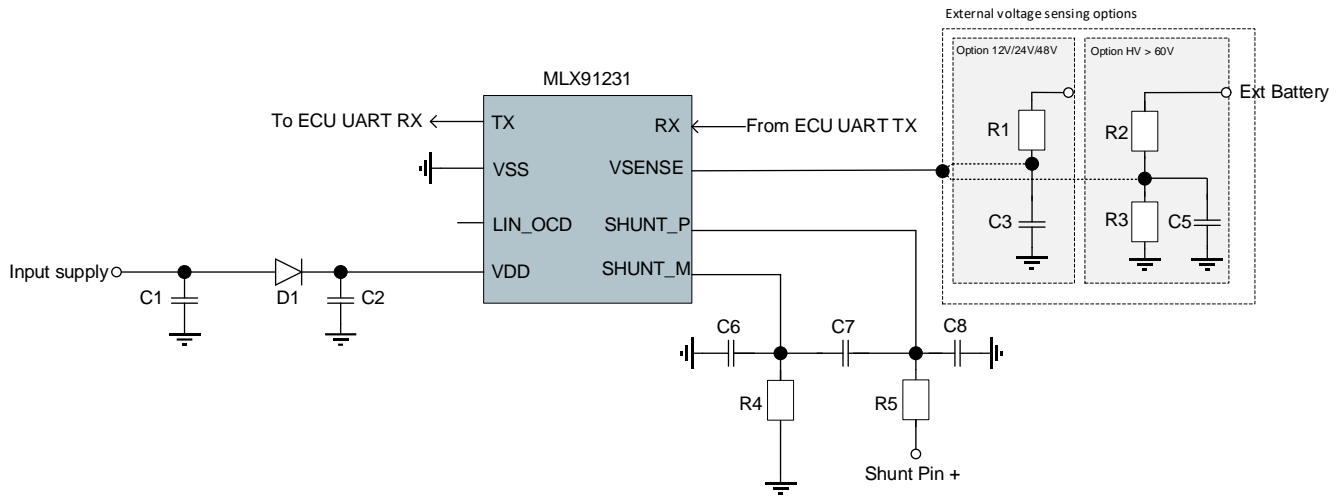 External voltage sensing options
Option 12V/24V/48V
Option HV > 60V
MLX91231
Ext Battery
To ECU UART RX
TX
RX
From ECU UART TX
R1
R2
VSS
VSENSE
LIN_OCD
SHUNT_P
C3
R3
C5
Input supply
VDD
SHUNT_M
C1
D1
C2
C6
C7
C8
R4
R5
Shunt Pin +